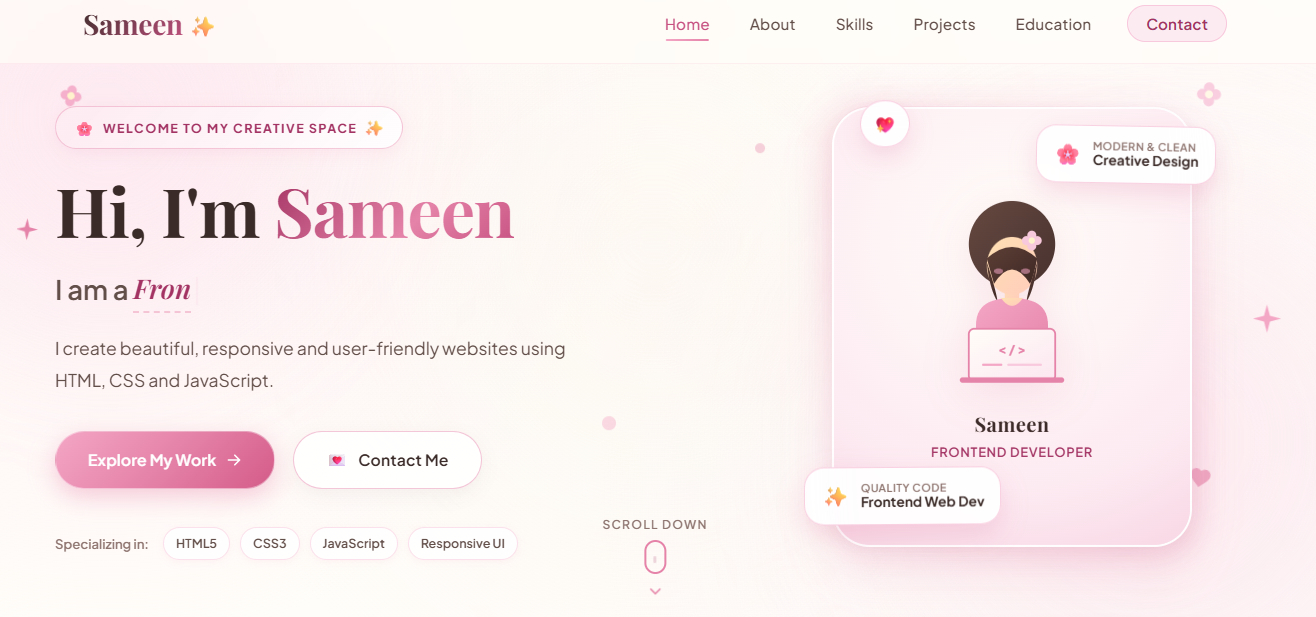 Sameen ✨
Home About Skills Projects Education Contact
WELCOME TO MY CREATIVE SPACE
Hi, I'm Sameen
I am a Fron
I create beautiful, responsive and user-friendly websites using
HTML, CSS and JavaScript.
Explore My Work →
Contact Me
Specializing in: HTML5 CSS3 JavaScript Responsive UI
SCROLL DOWN
MODERN & CLEAN
Creative Design
</>
Sameen
FRONTEND DEVELOPER
QUALITY CODE
Frontend Web Dev